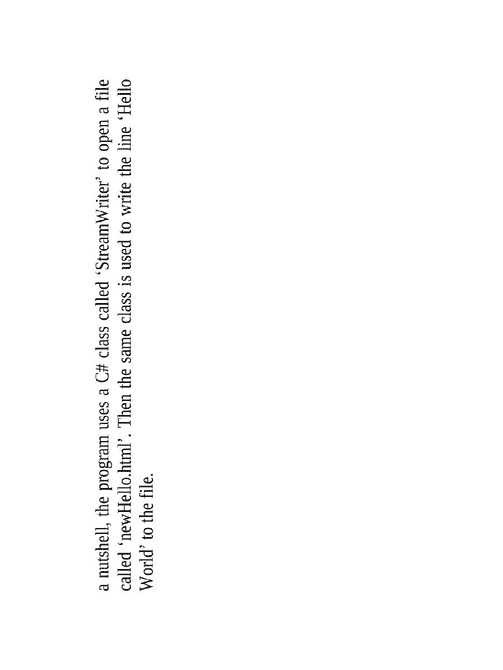 a nutshell, the program uses a C# class called ‘StreamWriter’ to open a file
called ‘newHello.html’. Then the same class is used to write the line ‘Hello
World’ to the file.